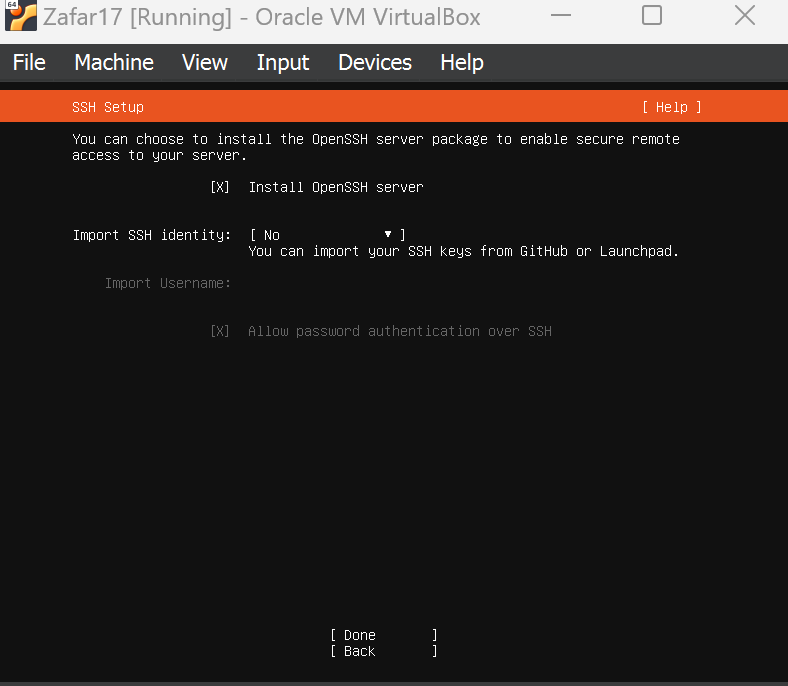 64
Zafar17 [Running] - Oracle VM VirtualBox
File Machine View Input Devices Help
SSH Setup [ Help ]
You can choose to install the OpenSSH server package to enable secure remote
access to your server.
[X] Install OpenSSH server
Import SSH identity: [ No ▼ ]
You can import your SSH keys from GitHub or Launchpad.
Import Username:
[X] Allow password authentication over SSH
[ Done ]
[ Back ]